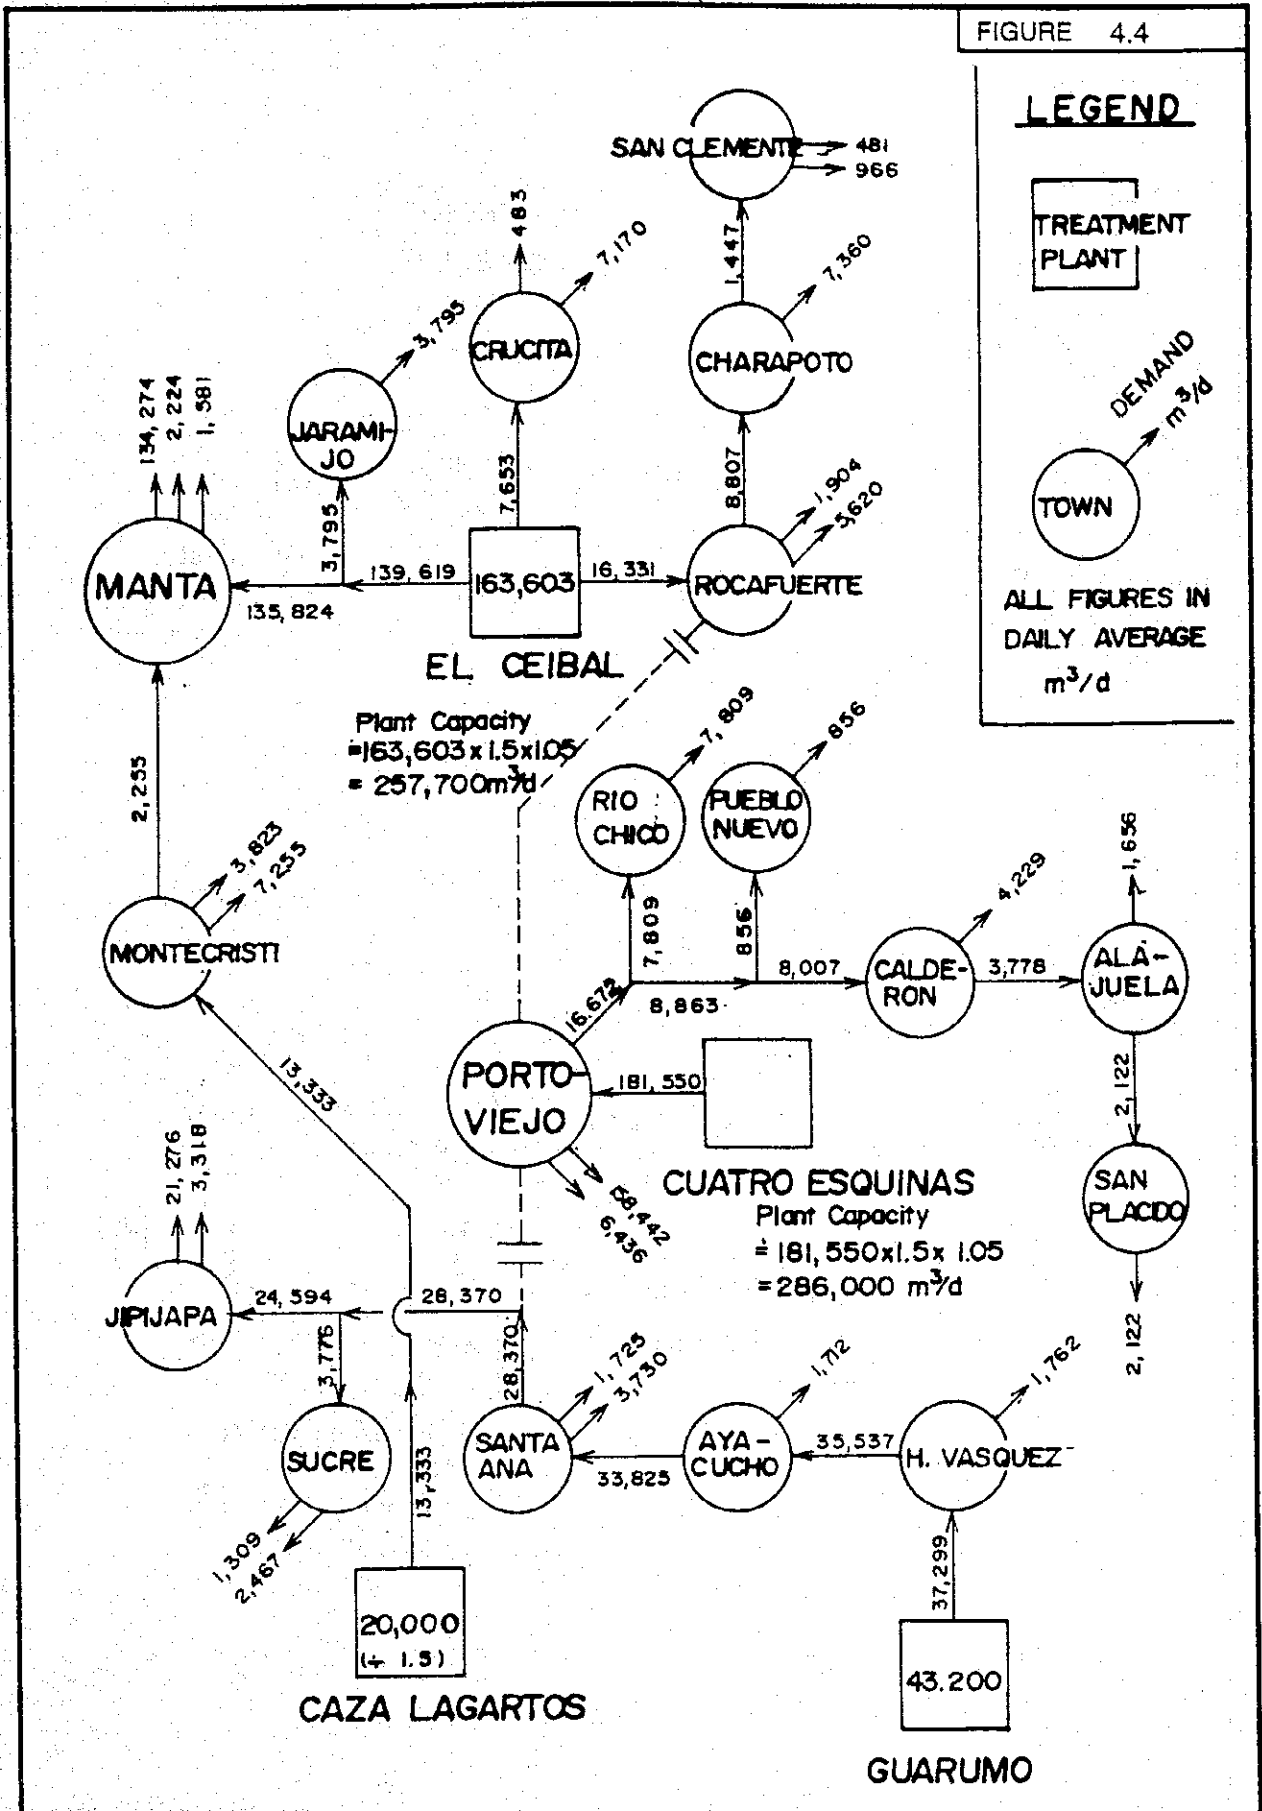 FIGURE 4.4
LEGEND
TREATMENT
PLANT
DEMAND
m³/d
TOWN
ALL FIGURES IN
DAILY AVERAGE
m³/d
SAN CLEMENTE
481
966
1,447
483
7,170
7,360
3,795
CRUCITA
CHARAPOTO
134,274
2,224
1,581
JARAMI-
JO
7,653
8,807
1,904
5,620
3,795
MANTA
139,619
163,603
16,331
ROCAFUERTE
135,824
EL CEIBAL
Plant Capacity
=163,603x1.5x1.05
= 257,700m³/d
2,255
7,809
856
RIO
CHICO
PUEBLO
NUEVO
3,823
7,255
4,229
1,656
MONTECRISTI
7,809
856
8,007
CALDE-
RON
3,778
ALA-
JUELA
16,672
8,863
13,333
PORTO-
VIEJO
181,550
2,122
21,276
3,318
158,442
6,436
CUATRO ESQUINAS
Plant Capacity
= 181,550x1.5x 1.05
=286,000 m³/d
SAN
PLACIDO
JIPIJAPA
24,594
28,370
3,776
28,370
1,725
3,730
1,712
1,762
2,122
SUCRE
13,333
SANTA
ANA
33,825
AYA-
CUCHO
35,537
H. VASQUEZ
1,309
2,467
37,299
20,000
(÷ 1.5)
CAZA LAGARTOS
43.200
GUARUMO